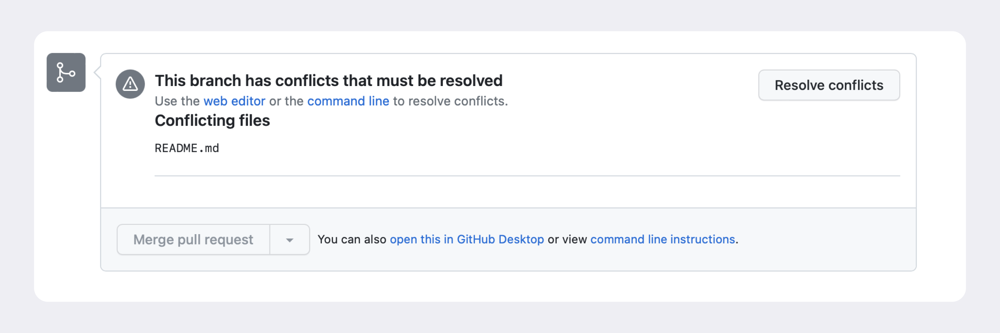 This branch has conflicts that must be resolved
Resolve conflicts
Use the web editor or the command line to resolve conflicts.
Conflicting files
README.md
Merge pull request
You can also open this in GitHub Desktop or view command line instructions.